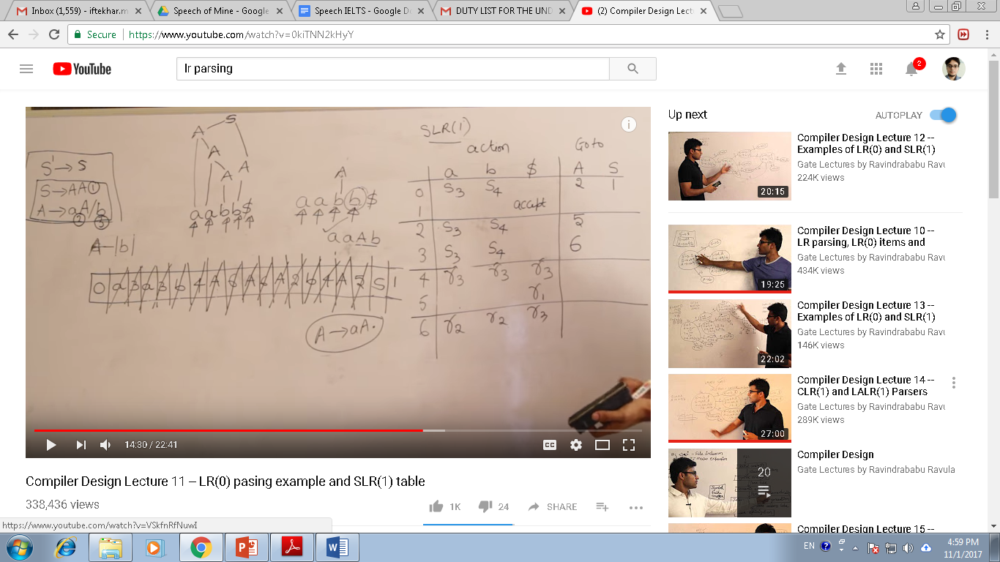 Inbox (1,559) - iftekhar.m
Speech of Mine - Google
Speech IELTS - Google D
DUTY LIST FOR THE UND
(2) Compiler Design Lect
Secure
https://www.youtube.com/watch?v=0kiTNN2kHyY
YouTube
lr parsing
2
SLR(1)
action
Goto
a b $ A S
0 S3 S4 2 1
1 accept
2 S3 S4 5
3 S3 S4 6
4 r3 r3 r3
5 r1
6 r2 r2 r3
S' → S
S → AA ①
A → aA/b
② ③
A → |b|
S
A
A
A A
a a b b $
A
a a b b $
a a A b
0 a 3 a 3 b 4 A 6 A 6 A 2 b 4 A 5 S 1
A → aA.
14:30 / 22:41
CC
Compiler Design Lecture 11 -- LR(0) pasing example and SLR(1) table
338,436 views
1K
24
SHARE
Up next
AUTOPLAY
Compiler Design Lecture 12 --
Examples of LR(0) and SLR(1)
Gate Lectures by Ravindrababu Ravu
224K views
20:15
Compiler Design Lecture 10 --
LR parsing, LR(0) items and
Gate Lectures by Ravindrababu Ravu
434K views
19:25
Compiler Design Lecture 13 --
Examples of LR(0) and SLR(1)
Gate Lectures by Ravindrababu Ravu
146K views
22:02
Compiler Design Lecture 14 --
CLR(1) and LALR(1) Parsers
Gate Lectures by Ravindrababu Ravu
289K views
27:00
Compiler Design
Gate Lectures by Ravindrababu Ravula
20
Compiler Design Lecture 15 --
https://www.youtube.com/watch?v=VSkfnRfNuwI
EN
4:59 PM
11/1/2017